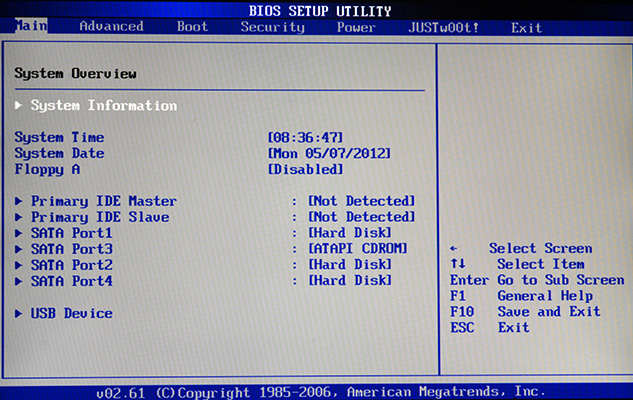 BIOS SETUP UTILITY
Main Advanced Boot Security Power JUSTw00t! Exit
System Overview
System Information
System Time [08:36:47]
System Date [Mon 05/07/2012]
Floppy A [Disabled]
Primary IDE Master : [Not Detected]
Primary IDE Slave : [Not Detected]
SATA Port1 : [Hard Disk]
SATA Port3 : [ATAPI CDROM]
SATA Port2 : [Hard Disk]
SATA Port4 : [Hard Disk]
USB Device
← Select Screen
↑↓ Select Item
Enter Go to Sub Screen
F1 General Help
F10 Save and Exit
ESC Exit
v02.61 (C)Copyright 1985-2006, American Megatrends, Inc.